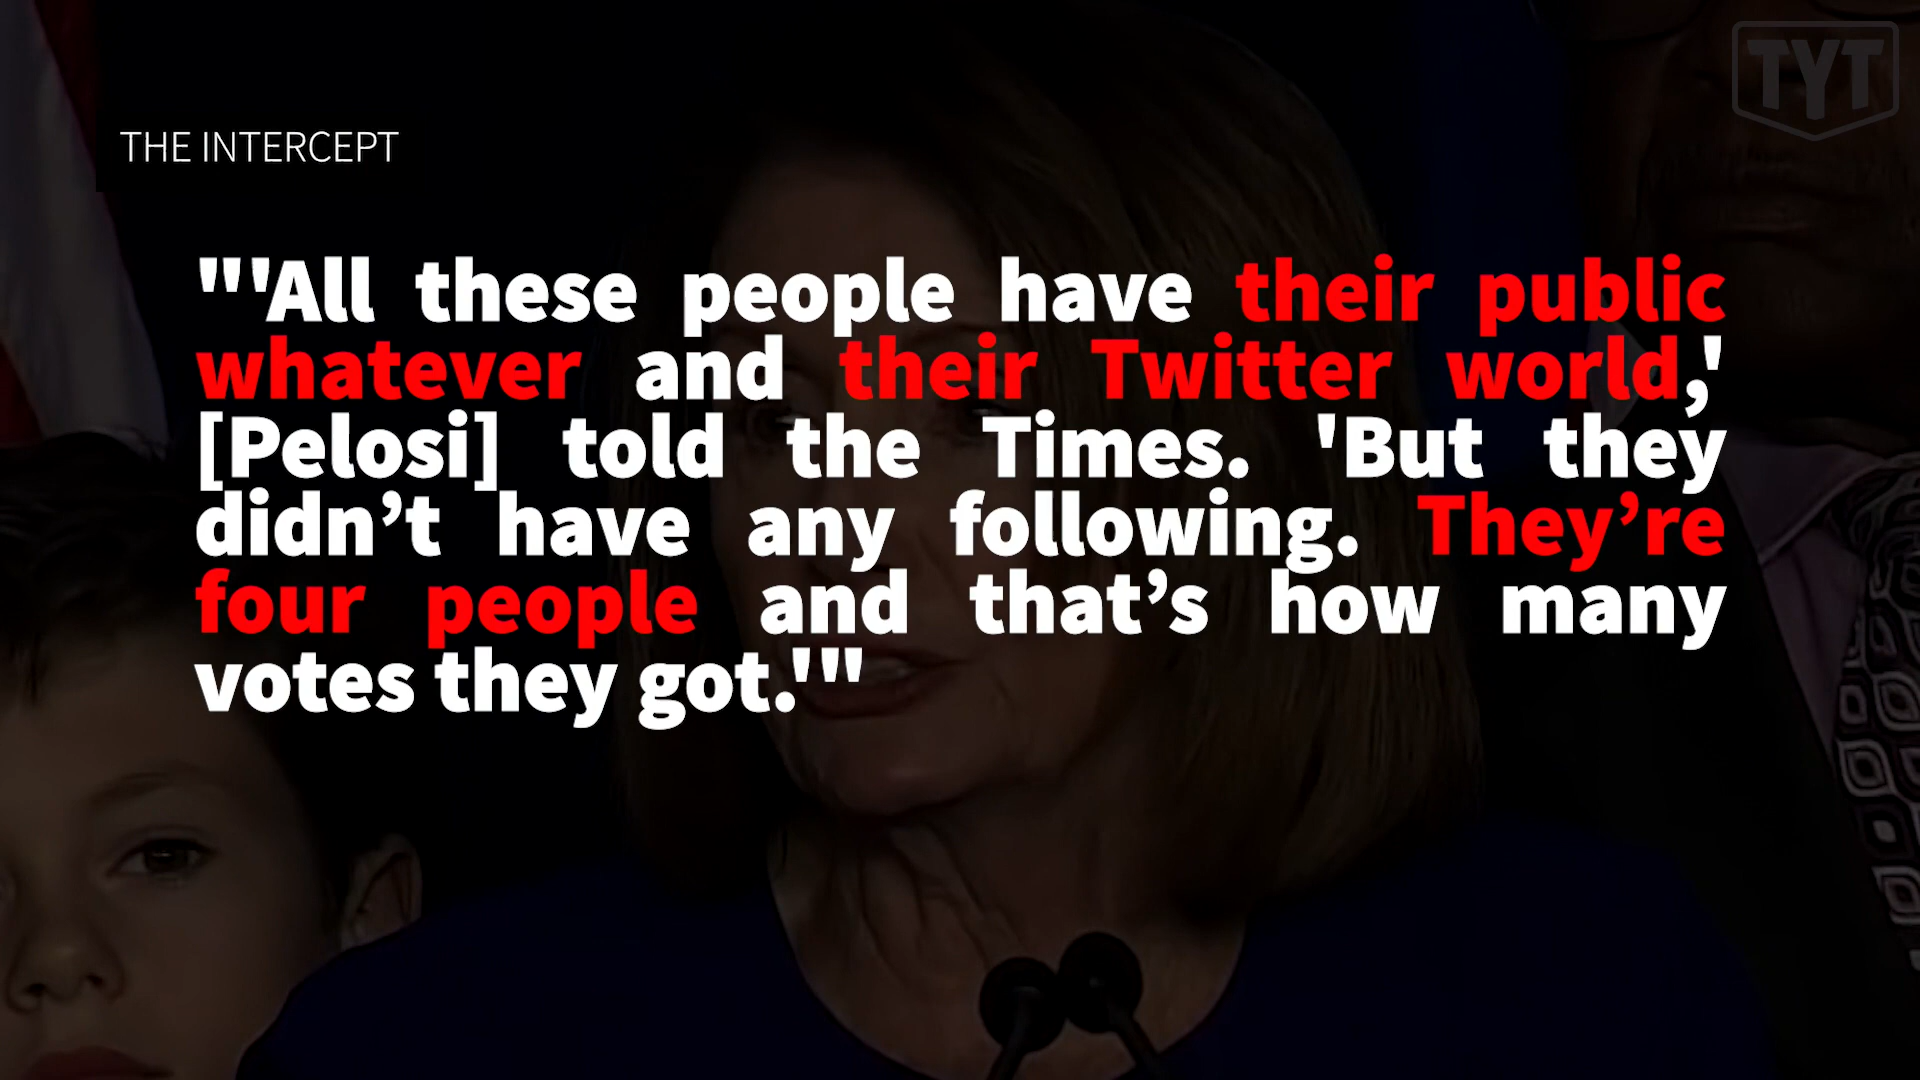 TYT
THE INTERCEPT
"'All these people have their public
whatever and their Twitter world,'
[Pelosi] told the Times. 'But they
didn’t have any following. They’re
four people and that’s how many
votes they got.'"